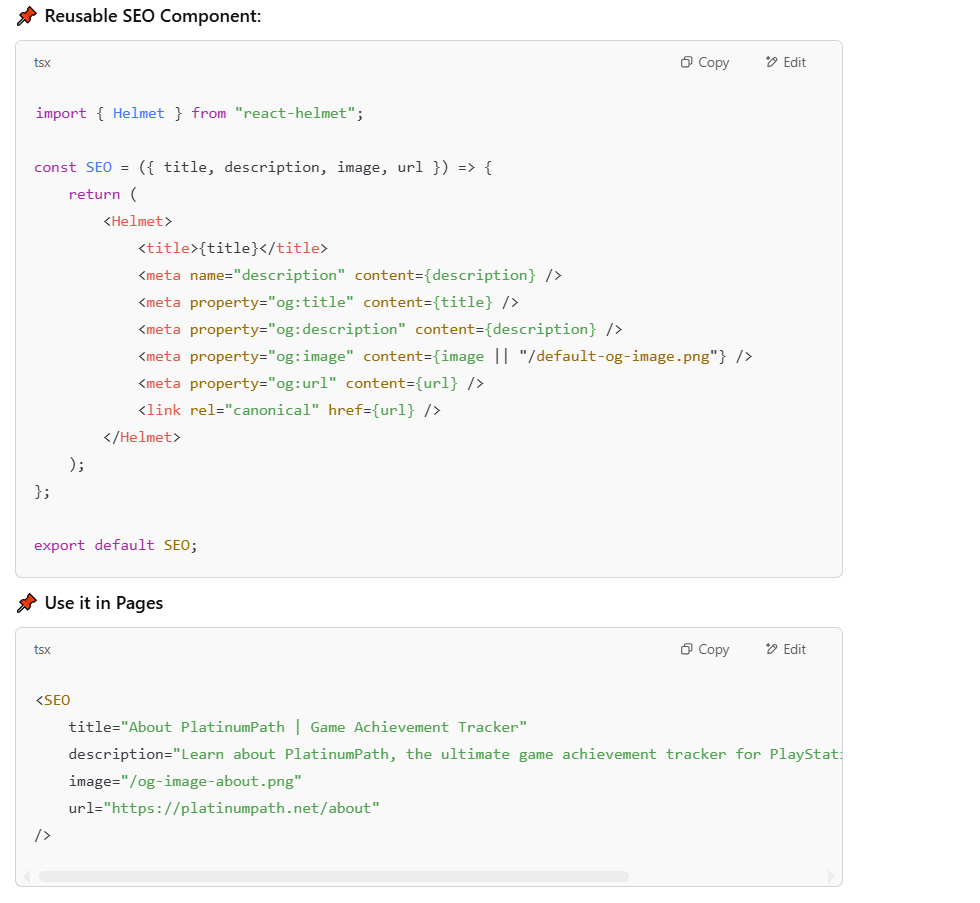 📌 Reusable SEO Component:
tsx
Copy
Edit
import { Helmet } from "react-helmet";
const SEO = ({ title, description, image, url }) => {
    return (
        <Helmet>
            <title>{title}</title>
            <meta name="description" content={description} />
            <meta property="og:title" content={title} />
            <meta property="og:description" content={description} />
            <meta property="og:image" content={image || "/default-og-image.png"} />
            <meta property="og:url" content={url} />
            <link rel="canonical" href={url} />
        </Helmet>
    );
};
export default SEO;
📌 Use it in Pages
tsx
Copy
Edit
<SEO
    title="About PlatinumPath | Game Achievement Tracker"
    description="Learn about PlatinumPath, the ultimate game achievement tracker for PlayStati
    image="/og-image-about.png"
    url="https://platinumpath.net/about"
/>